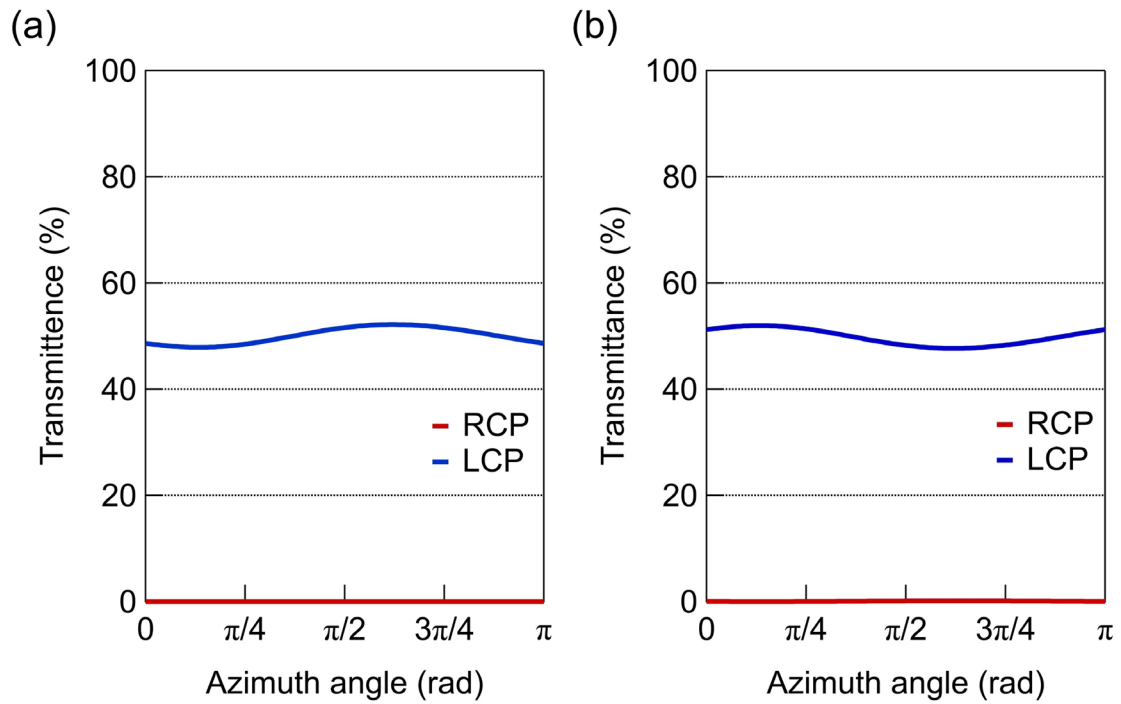 (a)
100
80
60
40
20
0
Transmittence (%)
RCP
LCP
0 π/4 π/2 3π/4 π
Azimuth angle (rad)
(b)
100
80
60
40
20
0
Transmittance (%)
RCP
LCP
0 π/4 π/2 3π/4 π
Azimuth angle (rad)